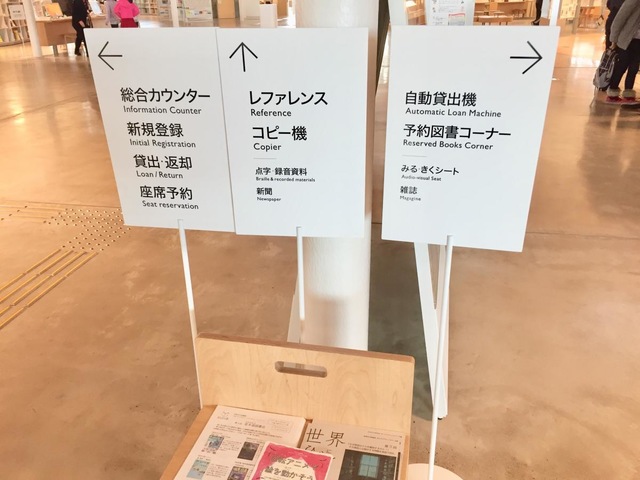 ←
総合カウンター
Information Counter
新規登録
Initial Registration
貸出・返却
Loan / Return
座席予約
Seat reservation
↑
レファレンス
Reference
コピー機
Copier
点字・録音資料
Braille & recorded materials
新聞
Newspaper
→
自動貸出機
Automatic Loan Machine
予約図書コーナー
Reserved Books Corner
みる・きくシート
Audio-visual Seat
雑誌
Magazine
世界